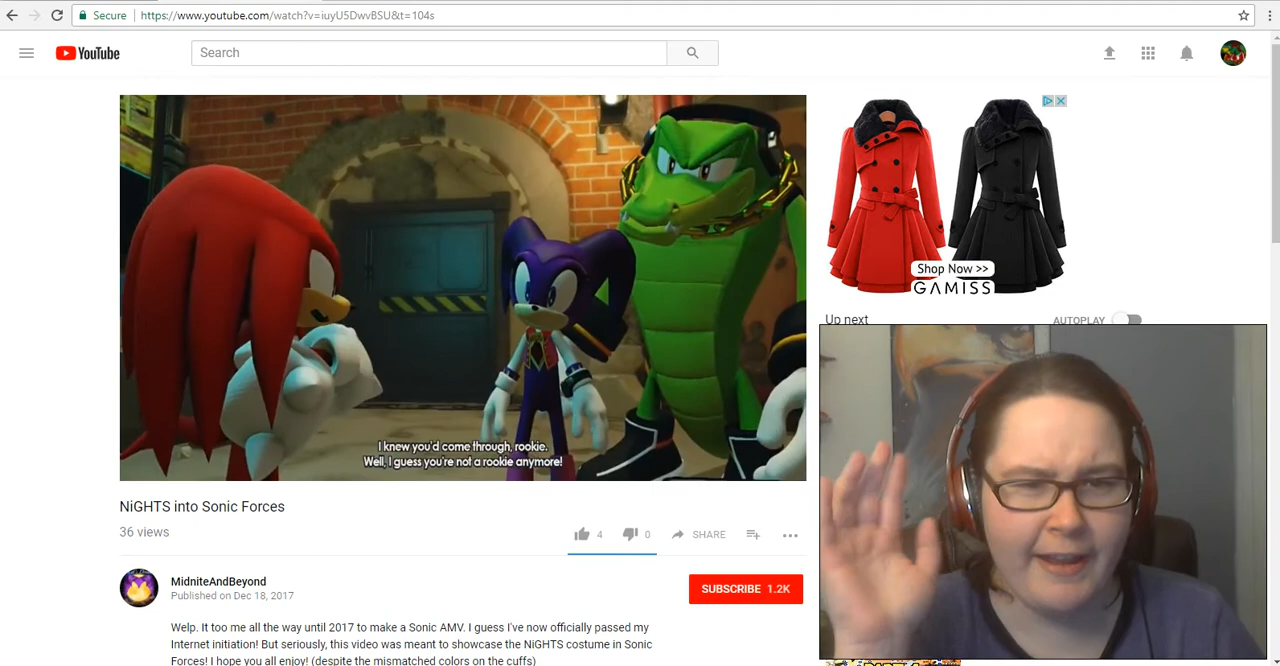 Secure
https://www.youtube.com/watch?v=iuyU5DwvBSU&t=104s
YouTube
Search
Shop Now >>
GAMISS
Up next
AUTOPLAY
I knew you'd come through, rookie.
Well, I guess you're not a rookie anymore!
NiGHTS into Sonic Forces
36 views
4
0
SHARE
MidniteAndBeyond
Published on Dec 18, 2017
SUBSCRIBE 1.2K
Welp. It too me all the way until 2017 to make a Sonic AMV. I guess I've now officially passed my
Internet initiation! But seriously, this video was meant to showcase the NiGHTS costume in Sonic
Forces! I hope you all enjoy! (despite the mismatched colors on the cuffs)